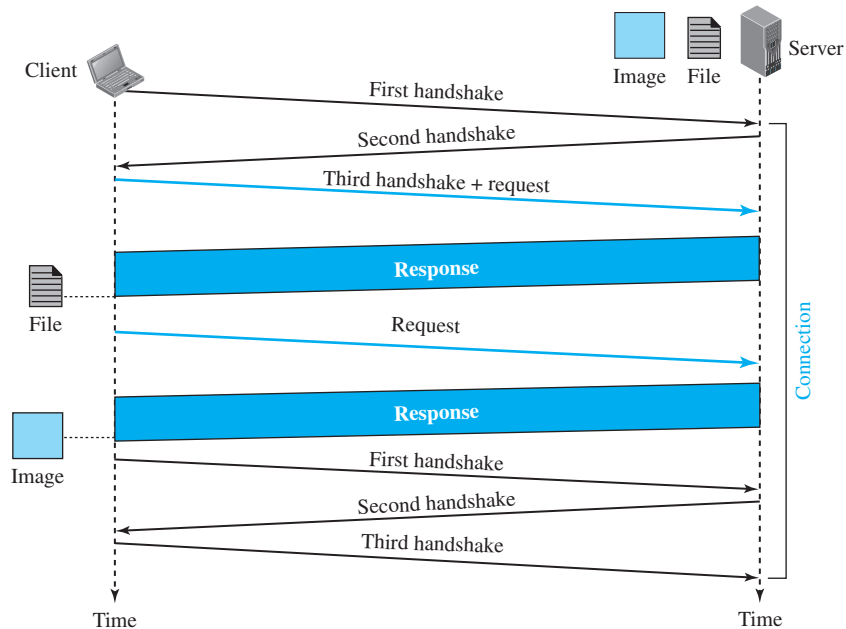 Client
Image
File
Server
First handshake
Second handshake
Third handshake + request
Response
File
Request
Connection
Response
Image
First handshake
Second handshake
Third handshake
Time
Time